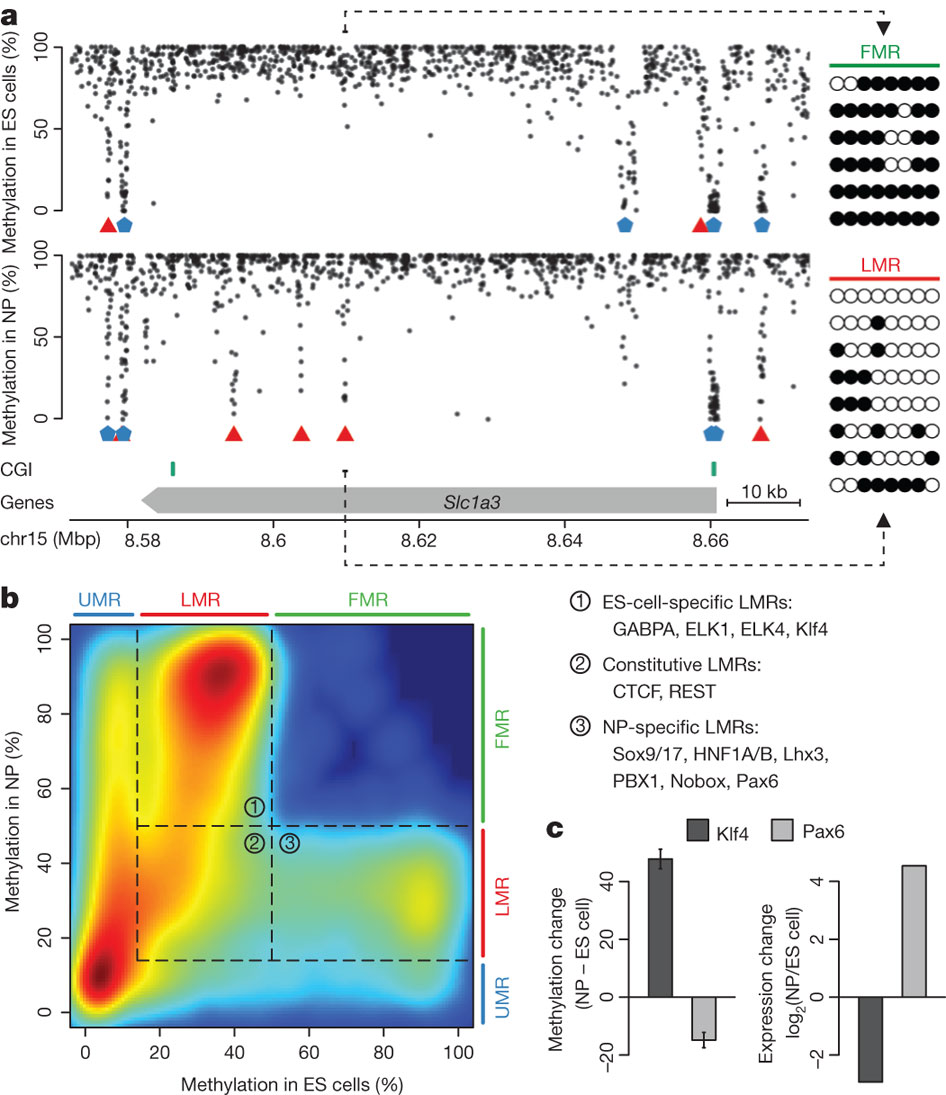 a
Methylation in ES cells (%)
100
50
0
FMR
Methylation in NP (%)
100
50
0
LMR
CGI
Genes
Slc1a3
10 kb
chr15 (Mbp)
8.58 8.6 8.62 8.64 8.66
b
UMR LMR FMR
Methylation in NP (%)
100
80
60
40
20
0
1
2 3
FMR
LMR
UMR
0 20 40 60 80 100
Methylation in ES cells (%)
1 ES-cell-specific LMRs:
GABPA, ELK1, ELK4, Klf4
2 Constitutive LMRs:
CTCF, REST
3 NP-specific LMRs:
Sox9/17, HNF1A/B, Lhx3,
PBX1, Nobox, Pax6
c
Klf4 Pax6
Methylation change
(NP – ES cell)
40
20
0
–20
Expression change
log2(NP/ES cell)
4
2
0
–2